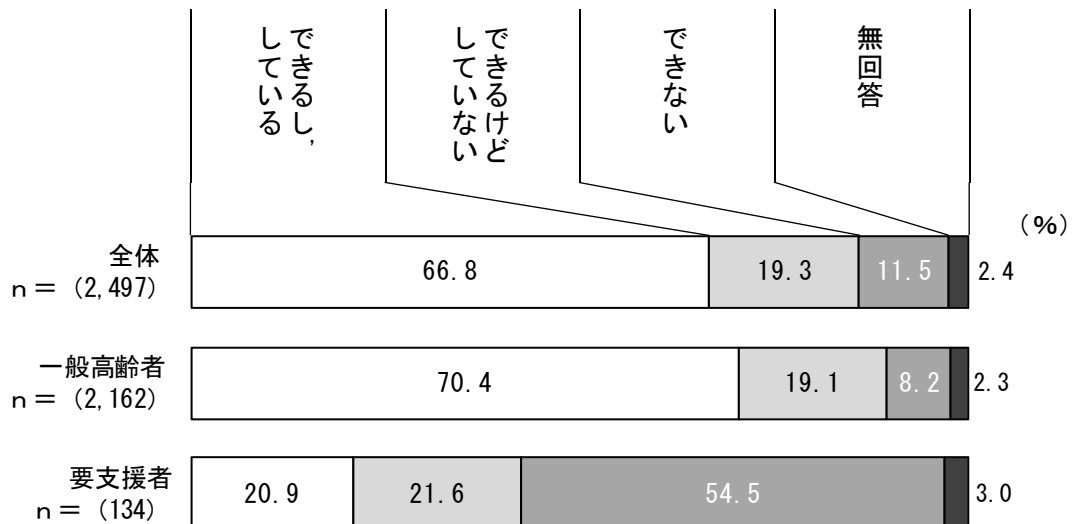 できるし,
している
できるけど
していない
できない
無回答
（%）
全体
ｎ＝（2,497）
66.8
19.3
11.5
2.4
一般高齢者
ｎ＝（2,162）
70.4
19.1
8.2
2.3
要支援者
ｎ＝（134）
20.9
21.6
54.5
3.0